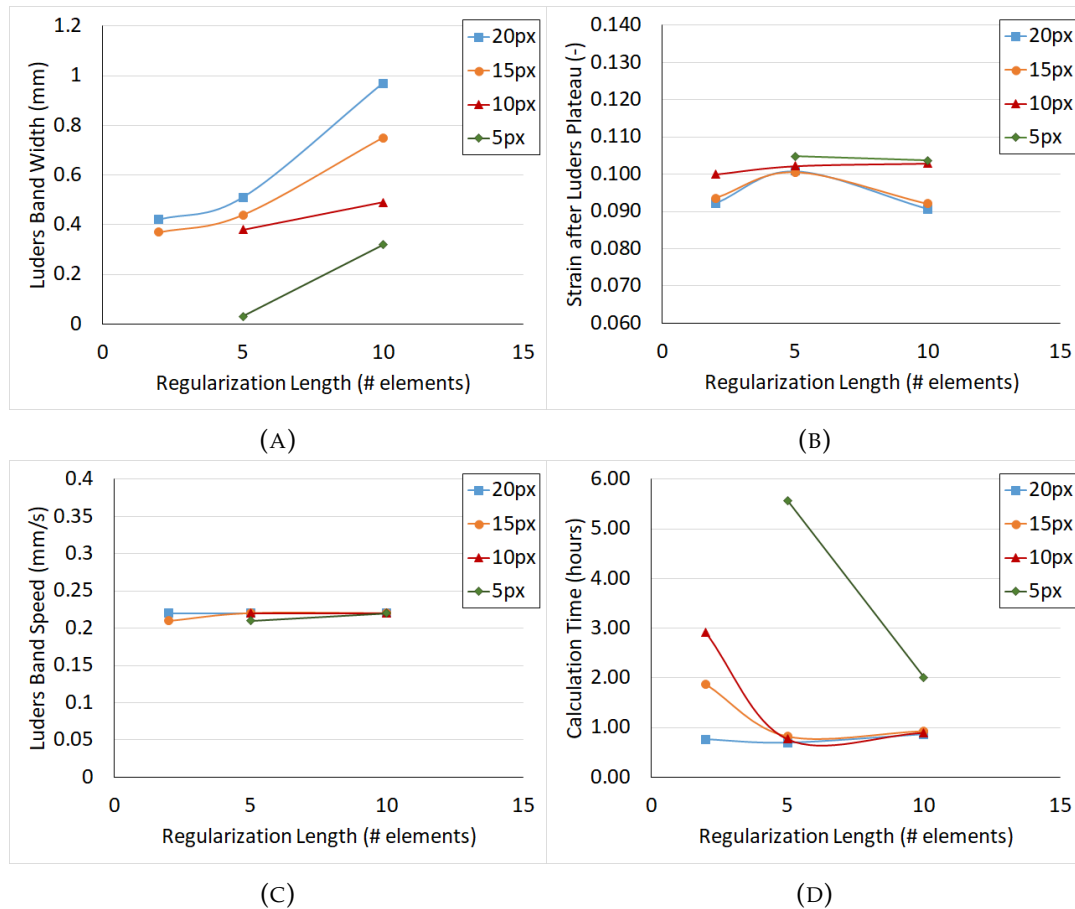 1.2
1
0.8
0.6
0.4
0.2
0
0
5
10
15
Luders Band Width (mm)
Regularization Length (# elements)
20px
15px
10px
5px
(A)
0.140
0.130
0.120
0.110
0.100
0.090
0.080
0.070
0.060
0
5
10
15
Strain after Luders Plateau (-)
Regularization Length (# elements)
20px
15px
10px
5px
(B)
0.4
0.35
0.3
0.25
0.2
0.15
0.1
0.05
0
0
5
10
15
Luders Band Speed (mm/s)
Regularization Length (# elements)
20px
15px
10px
5px
(C)
6.00
5.00
4.00
3.00
2.00
1.00
0.00
0
5
10
15
Calculation Time (hours)
Regularization Length (# elements)
20px
15px
10px
5px
(D)